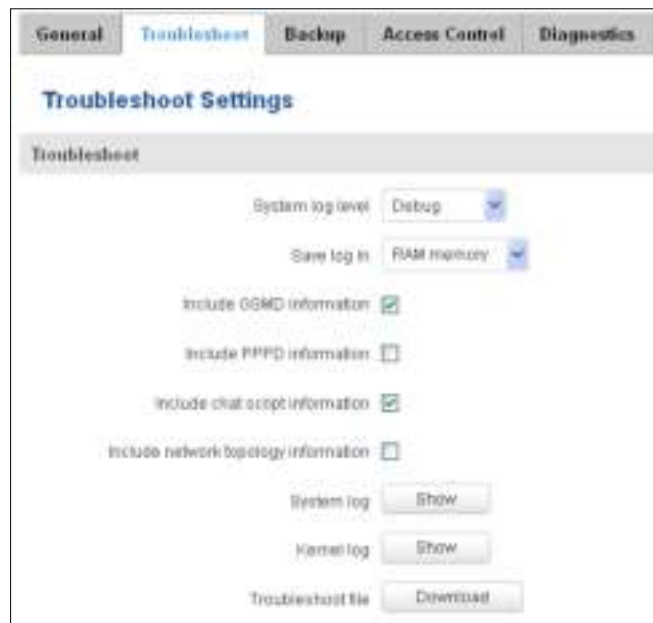 General Troubleshoot Backup Access Control Diagnostics
Troubleshoot Settings
Troubleshoot
System log level Debug
Save log in RAM memory
Include GSMD information
Include PPPD information
Include chat script information
Include network topology information
System log Show
Kernel log Show
Troubleshoot file Download